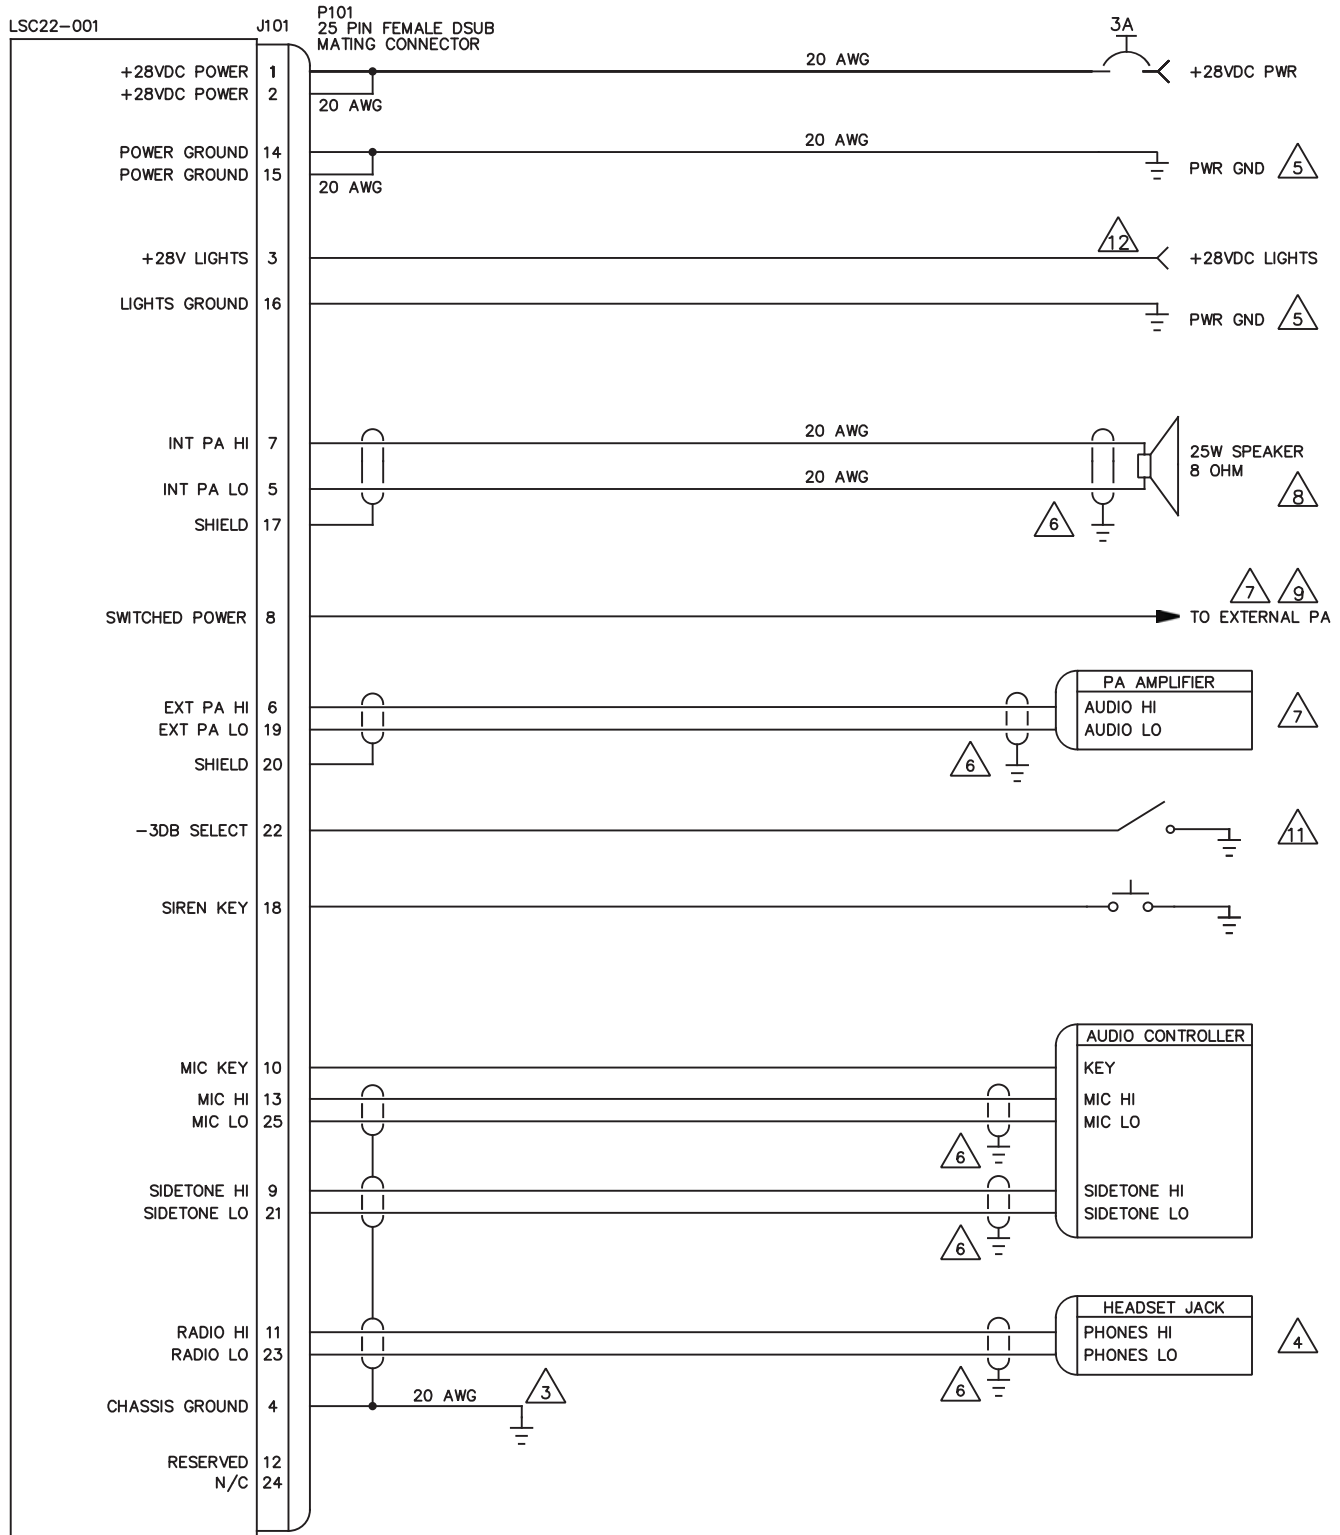 LSC22-001
J101
P101
25 PIN FEMALE DSUB
MATING CONNECTOR
3A
+28VDC POWER 1
20 AWG
+28VDC PWR
+28VDC POWER 2
20 AWG
POWER GROUND 14
20 AWG
PWR GND 5
POWER GROUND 15
20 AWG
12
+28V LIGHTS 3
+28VDC LIGHTS
LIGHTS GROUND 16
PWR GND 5
INT PA HI 7
20 AWG
25W SPEAKER
8 OHM
8
INT PA LO 5
20 AWG
SHIELD 17
6
7 9
SWITCHED POWER 8
TO EXTERNAL PA
PA AMPLIFIER
EXT PA HI 6
AUDIO HI
7
EXT PA LO 19
AUDIO LO
SHIELD 20
6
-3DB SELECT 22
11
SIREN KEY 18
AUDIO CONTROLLER
MIC KEY 10
KEY
MIC HI 13
MIC HI
MIC LO 25
MIC LO
6
SIDETONE HI 9
SIDETONE HI
SIDETONE LO 21
SIDETONE LO
6
HEADSET JACK
RADIO HI 11
PHONES HI
4
RADIO LO 23
PHONES LO
6
CHASSIS GROUND 4
20 AWG
3
RESERVED 12
N/C 24